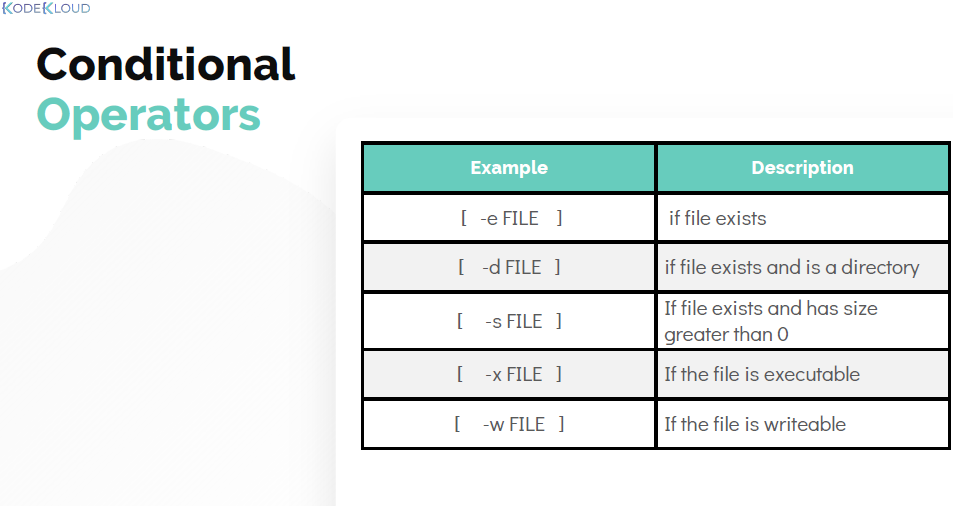 KODEKLOUD
Conditional
Operators
Example Description
[ -e FILE ] if file exists
[ -d FILE ] if file exists and is a directory
[ -s FILE ] If file exists and has size
greater than 0
[ -x FILE ] If the file is executable
[ -w FILE ] If the file is writeable